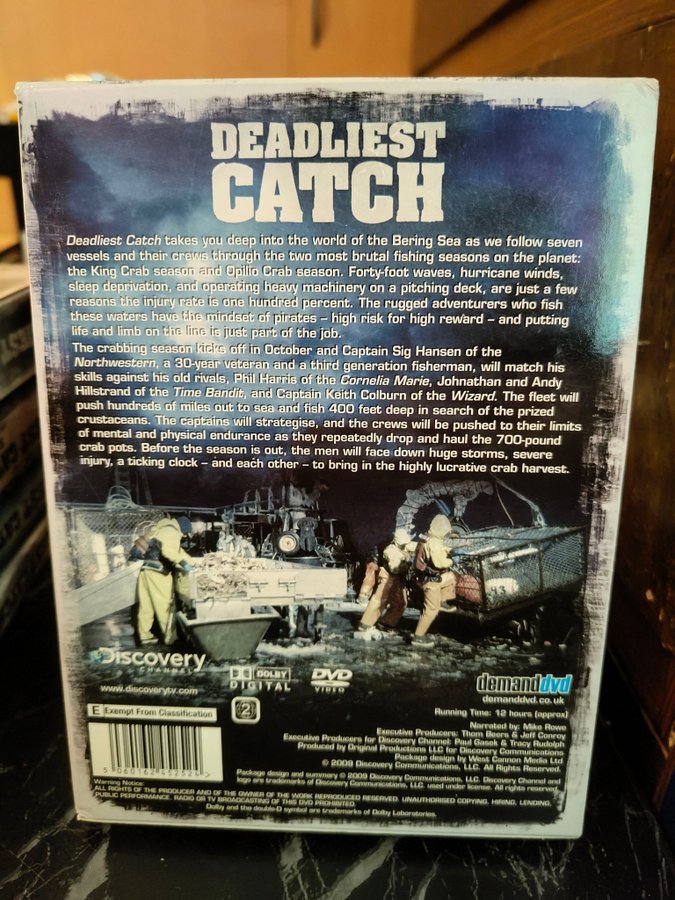 DEADLIEST
CATCH
Deadliest Catch takes you deep into the world of the Bering Sea as we follow seven
vessels and their crews through the two most brutal fishing seasons on the planet:
the King Crab season and Opilio Crab season. Forty-foot waves, hurricane winds,
sleep deprivation, and operating heavy machinery on a pitching deck, are just a few
reasons the injury rate is one hundred percent. The rugged adventurers who fish
these waters have the mindset of pirates – high risk for high reward – and putting
life and limb on the line is just part of the job.
The crabbing season kicks off in October and Captain Sig Hansen of the
Northwestern, a 30-year veteran and a third generation fisherman, will match his
skills against his old rivals, Phil Harris of the Cornelia Marie, Johnathan and Andy
Hillstrand of the Time Bandit, and Captain Keith Colburn of the Wizard. The fleet will
push hundreds of miles out to sea and fish 400 feet deep in search of the prized
crustaceans. The captains will strategise, and the crews will be pushed to their limits
of mental and physical endurance as they repeatedly drop and haul the 700-pound
crab pots. Before the season is out, the men will face down huge storms, severe
injury, a ticking clock – and each other – to bring in the highly lucrative crab harvest.
Discovery
CHANNEL
www.discoverytv.com
DOLBY
DIGITAL
DVD
VIDEO
2
demanddvd
demanddvd.co.uk
E Exempt From Classification
5 060162 452524 >
Running Time: 12 hours (approx)
Narrated by: Mike Rowe
Executive Producers: Thom Beers & Jeff Conroy
Executive Producers for Discovery Channel: Paul Gasek & Tracy Rudolph
Produced by Original Productions LLC for Discovery Communications
Package design by West Cannon Media Ltd
© 2009 Discovery Communications, LLC. All Rights Reserved.
Package design and summary © 2009 Discovery Communications, LLC. Discovery Channel and
logo are trademarks of Discovery Communications, LLC, used under license. All rights reserved.
Warning Notice:
ALL RIGHTS OF THE PRODUCER AND OF THE OWNER OF THE WORK REPRODUCED RESERVED. UNAUTHORISED COPYING, HIRING, LENDING,
PUBLIC PERFORMANCE, RADIO OR TV BROADCASTING OF THIS DVD PROHIBITED.
Dolby and the double-D symbol are trademarks of Dolby Laboratories.